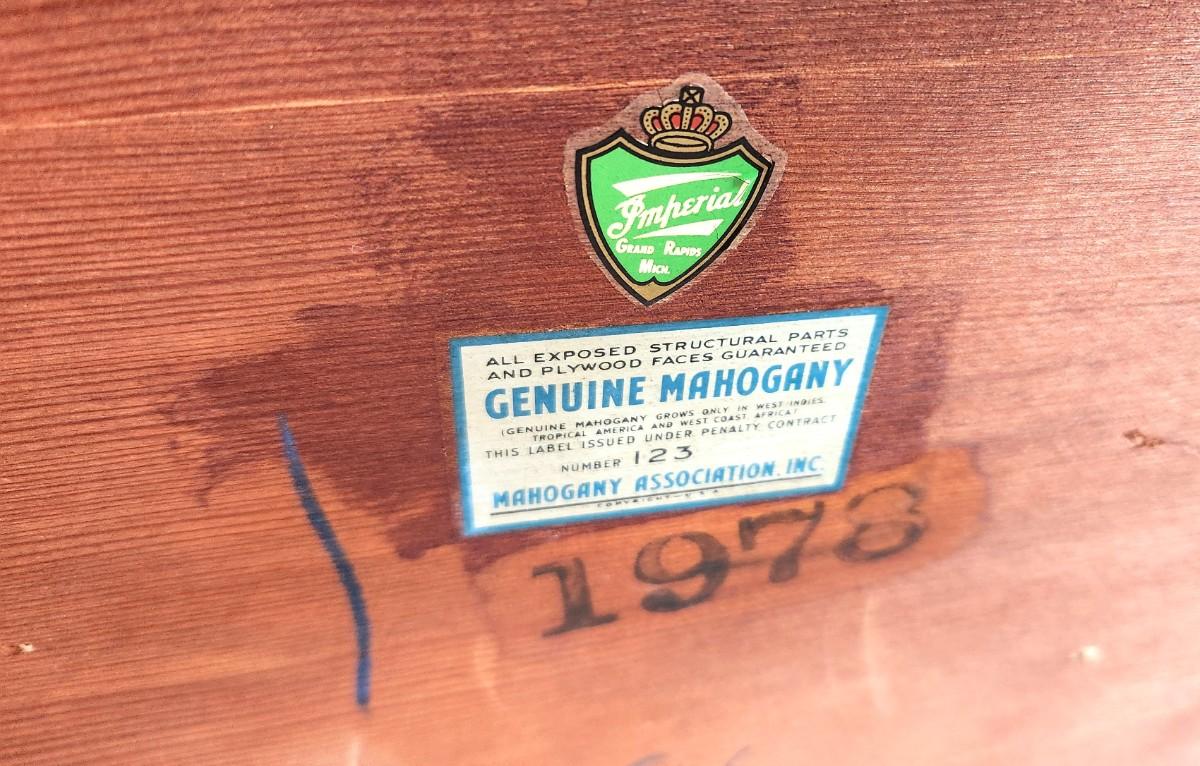 Imperial
GRAND RAPIDS
MICH.
ALL EXPOSED STRUCTURAL PARTS
AND PLYWOOD FACES GUARANTEED
GENUINE MAHOGANY
(GENUINE MAHOGANY GROWS ONLY IN WEST INDIES,
TROPICAL AMERICA AND WEST COAST AFRICA)
THIS LABEL ISSUED UNDER PENALTY CONTRACT
NUMBER 123
MAHOGANY ASSOCIATION, INC.
COPYRIGHT—U.S.A.
1978